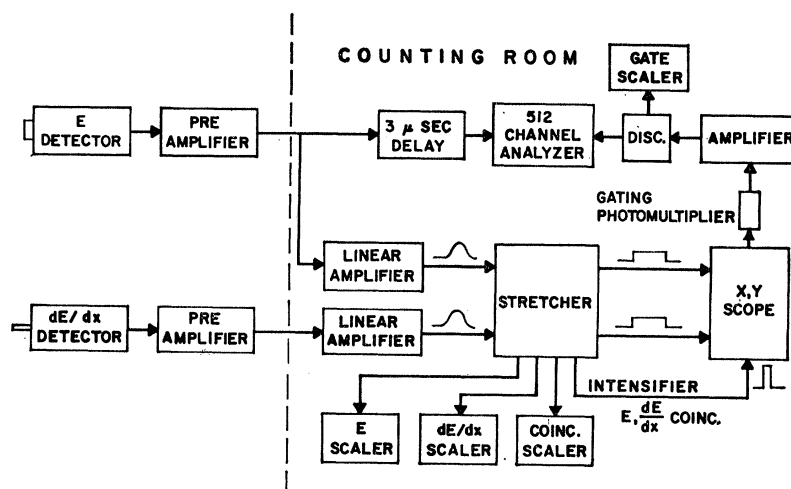 COUNTING ROOM
GATE
SCALER
E
DETECTOR
PRE
AMPLIFIER
3 μ SEC
DELAY
512
CHANNEL
ANALYZER
DISC.
AMPLIFIER
GATING
PHOTOMULTIPLIER
LINEAR
AMPLIFIER
STRETCHER
X,Y
SCOPE
dE/dx
DETECTOR
PRE
AMPLIFIER
LINEAR
AMPLIFIER
INTENSIFIER
E, dE/dx COINC.
E
SCALER
dE/dx
SCALER
COINC.
SCALER